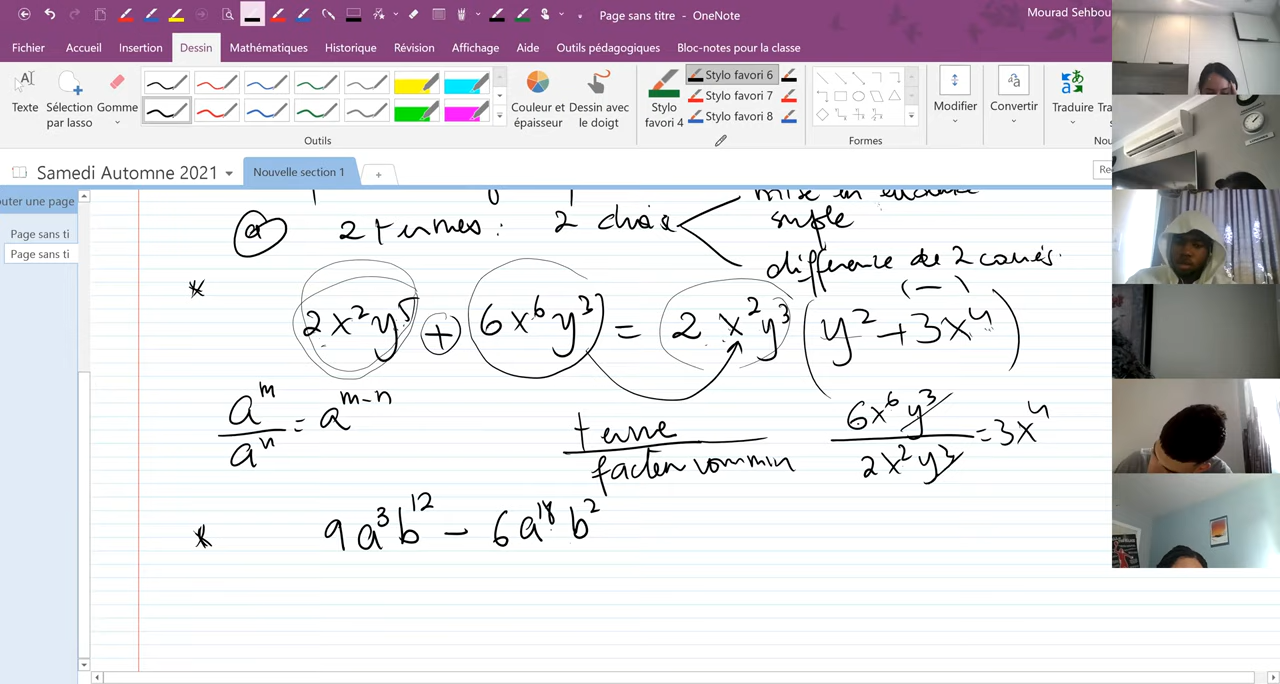 Page sans titre - OneNote
Mourad Sehbou
Fichier Accueil Insertion Dessin Mathématiques Historique Révision Affichage Aide Outils pédagogiques Bloc-notes pour la classe
Texte Sélection par lasso Gomme Couleur et épaisseur Dessin avec le doigt Stylo favori 4 Stylo favori 6 Stylo favori 7 Stylo favori 8 Modifier Convertir Traduire
Outils Formes Nou
Samedi Automne 2021 Nouvelle section 1 +
outer une page
Page sans ti
Page sans ti
mise en
(a) 2 termes : 2 choix simple
différence de 2 carrés.
(-)
* 2x²y⁵ + 6x⁶y³ = 2x²y³ (y² + 3x⁴)
a^m / a^n = a^(m-n)
terme / facteur commun
6x⁶y³ / 2x²y³ = 3x⁴
* 9a³b¹² - 6a¹⁸b²